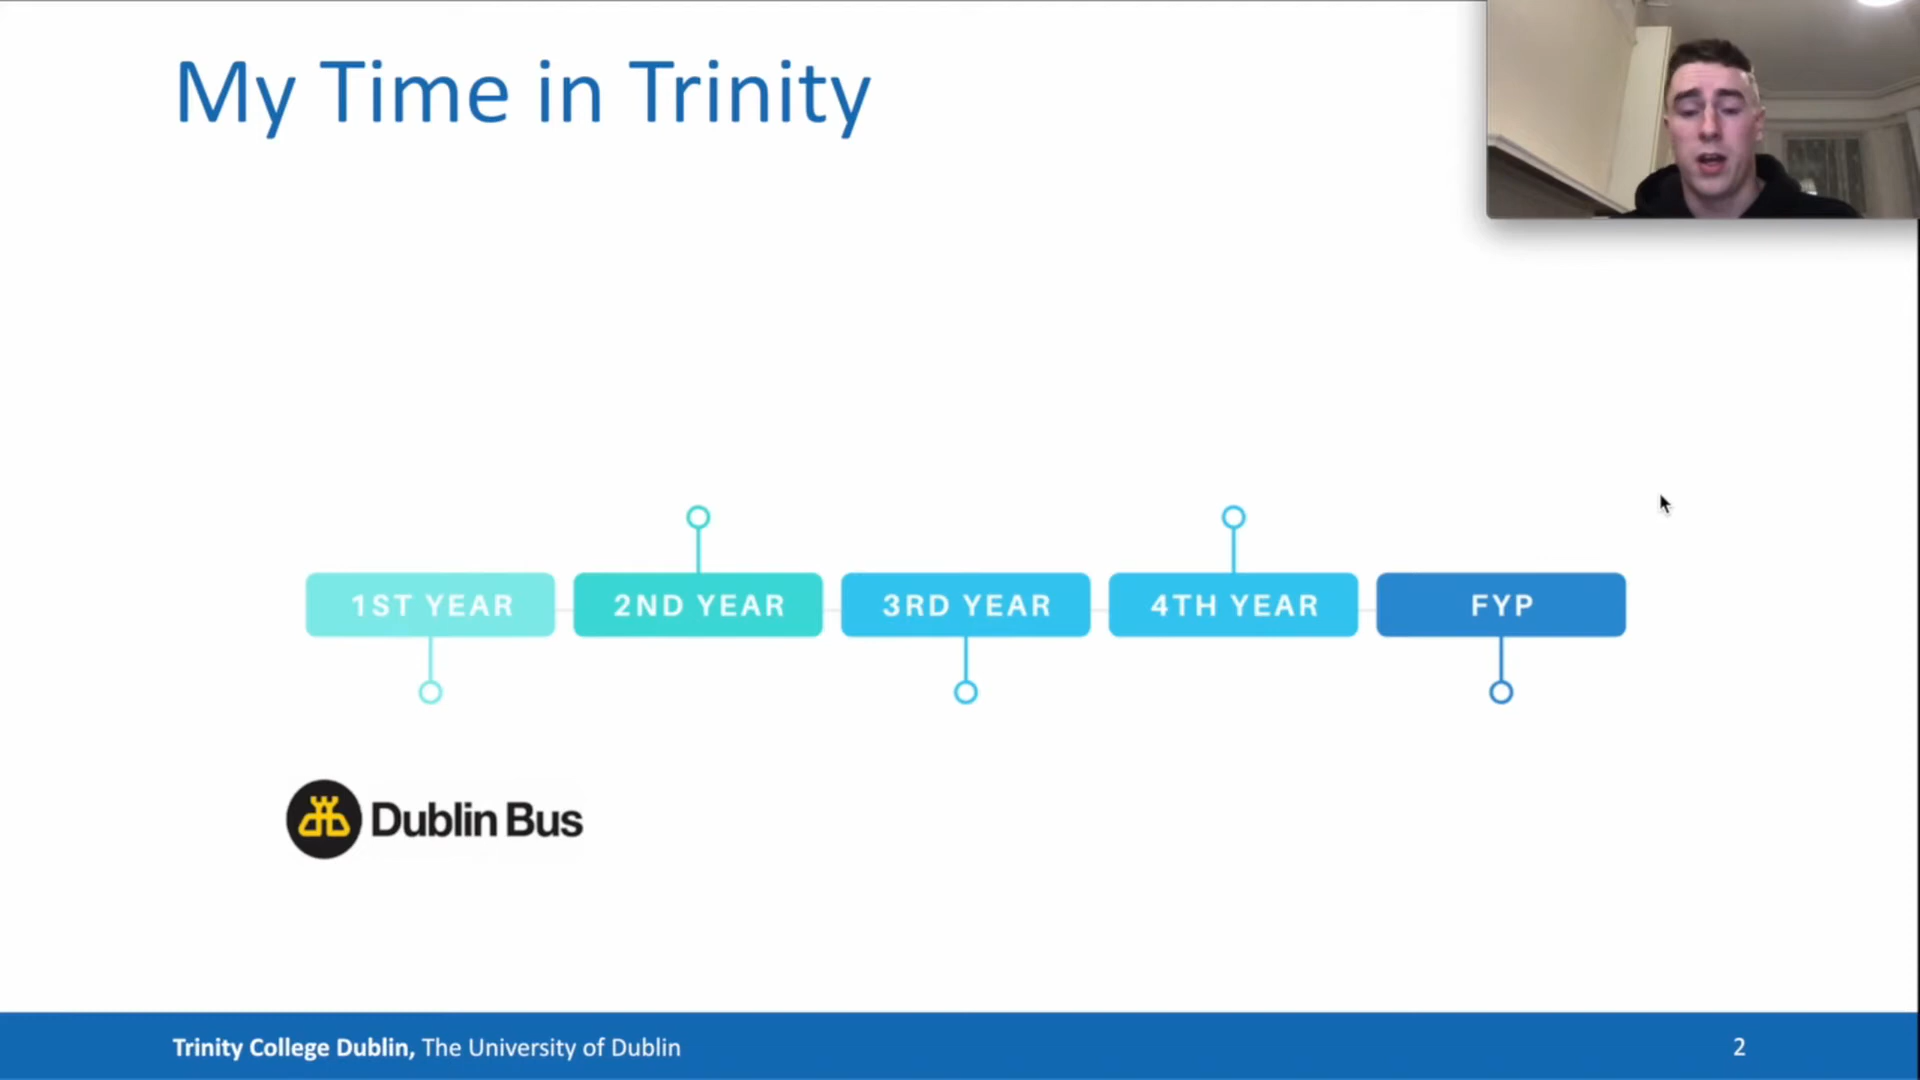 My Time in Trinity
1ST YEAR
2ND YEAR
3RD YEAR
4TH YEAR
FYP
Dublin Bus
Trinity College Dublin, The University of Dublin
2